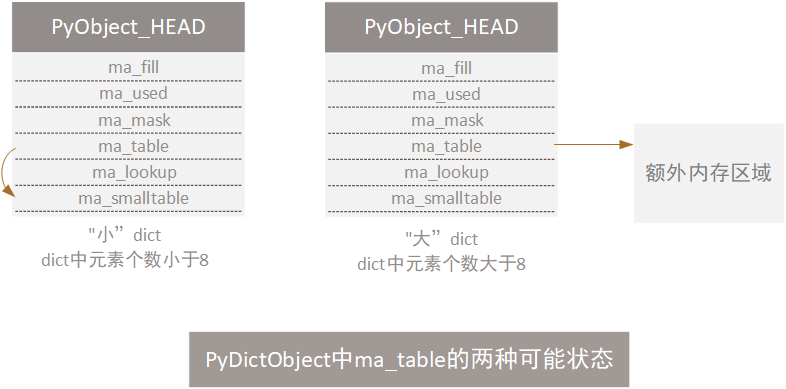 PyObject_HEAD
ma_fill
ma_used
ma_mask
ma_table
ma_lookup
ma_smalltable
"小” dict
dict中元素个数小于8
PyObject_HEAD
ma_fill
ma_used
ma_mask
ma_table
ma_lookup
ma_smalltable
"大” dict
dict中元素个数大于8
额外内存区域
PyDictObject中ma_table的两种可能状态